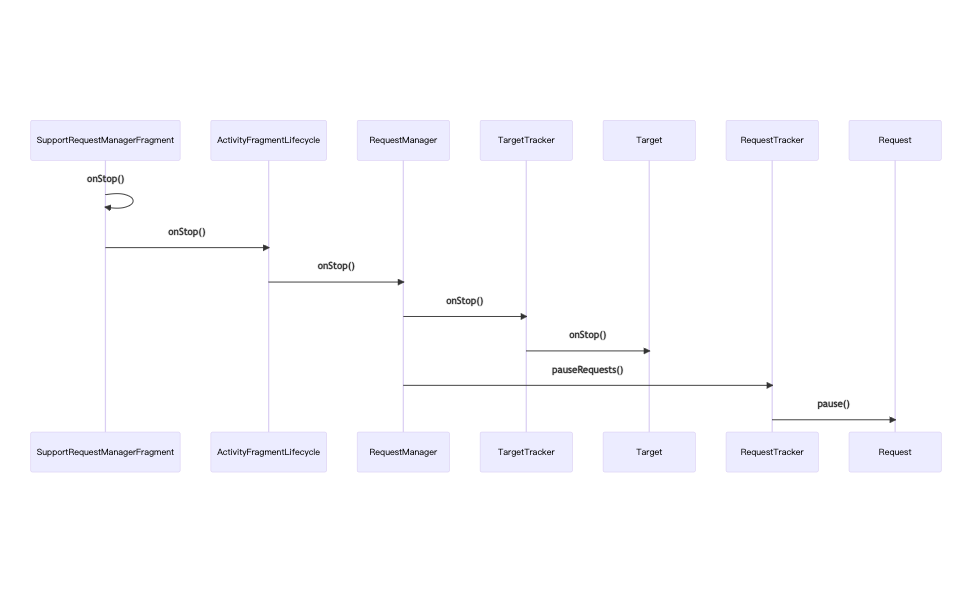 SupportRequestManagerFragment
ActivityFragmentLifecycle
RequestManager
TargetTracker
Target
RequestTracker
Request
onStop()
onStop()
onStop()
onStop()
onStop()
pauseRequests()
pause()
SupportRequestManagerFragment
ActivityFragmentLifecycle
RequestManager
TargetTracker
Target
RequestTracker
Request